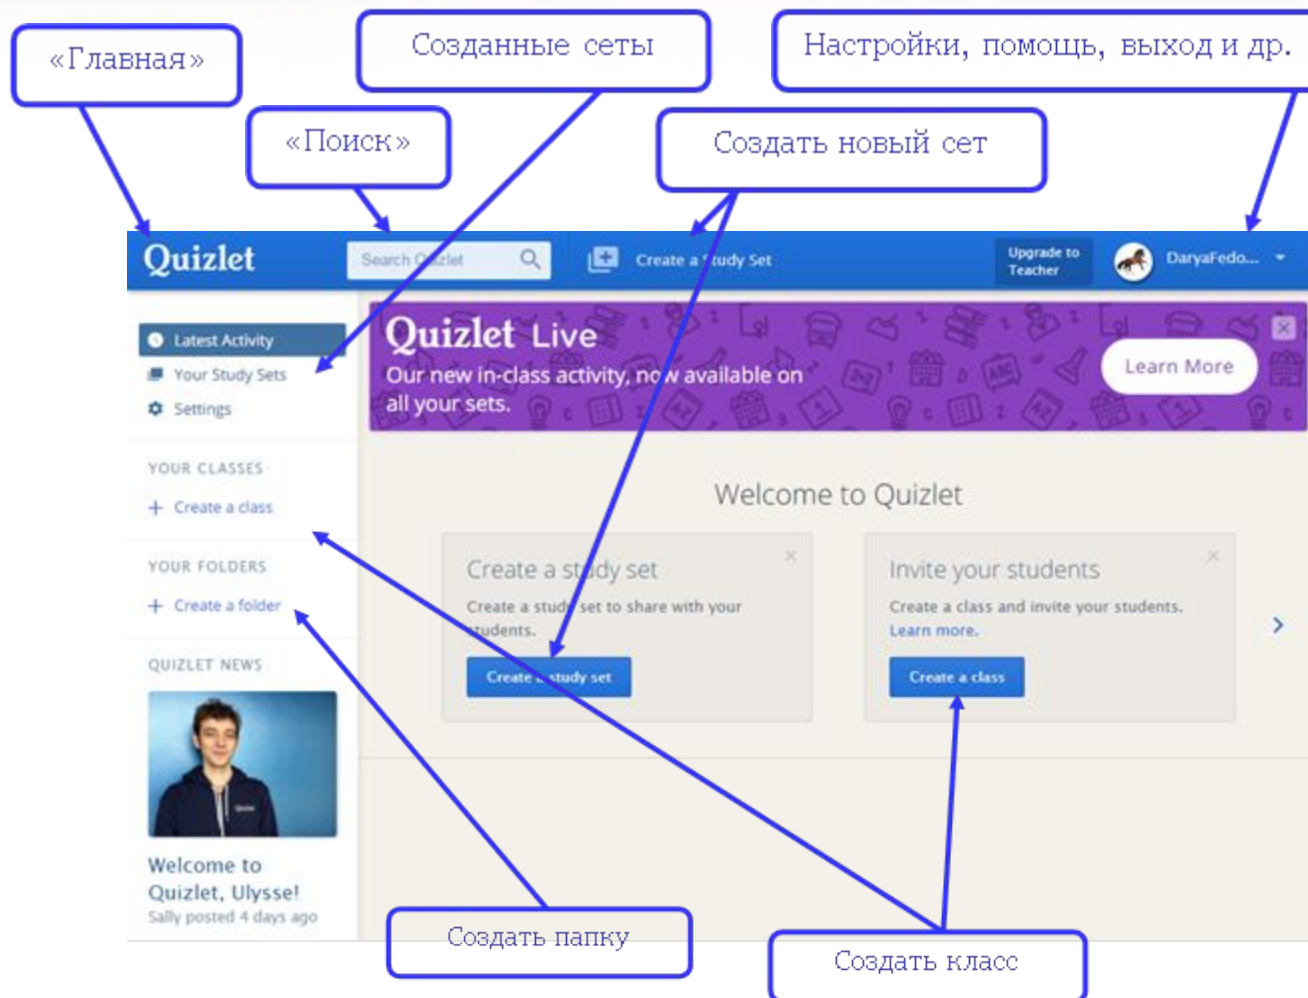 «Главная»
Созданные сеты
Настройки, помощь, выход и др.
«Поиск»
Создать новый сет
Quizlet
Search Quizlet
Create a Study Set
Upgrade to
Teacher
DaryaFedo...
Latest Activity
Your Study Sets
Settings
YOUR CLASSES
+ Create a class
YOUR FOLDERS
+ Create a folder
QUIZLET NEWS
Welcome to
Quizlet, Ulysse!
Sally posted 4 days ago
Quizlet Live
Our new in-class activity, now available on
all your sets.
Learn More
Welcome to Quizlet
Create a study set
Create a study set to share with your
students.
Create a study set
Invite your students
Create a class and invite your students.
Learn more.
Create a class
Создать папку
Создать класс